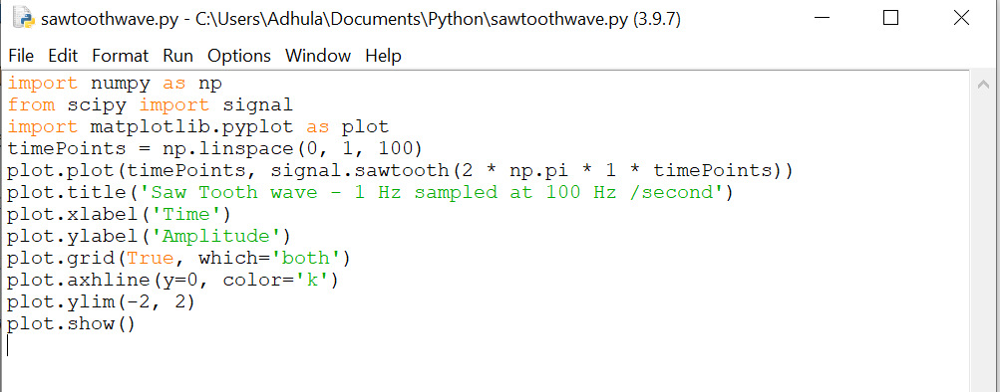 sawtoothwave.py - C:\Users\Adhula\Documents\Python\sawtoothwave.py (3.9.7)
File Edit Format Run Options Window Help
import numpy as np
from scipy import signal
import matplotlib.pyplot as plot
timePoints = np.linspace(0, 1, 100)
plot.plot(timePoints, signal.sawtooth(2 * np.pi * 1 * timePoints))
plot.title('Saw Tooth wave - 1 Hz sampled at 100 Hz /second')
plot.xlabel('Time')
plot.ylabel('Amplitude')
plot.grid(True, which='both')
plot.axhline(y=0, color='k')
plot.ylim(-2, 2)
plot.show()